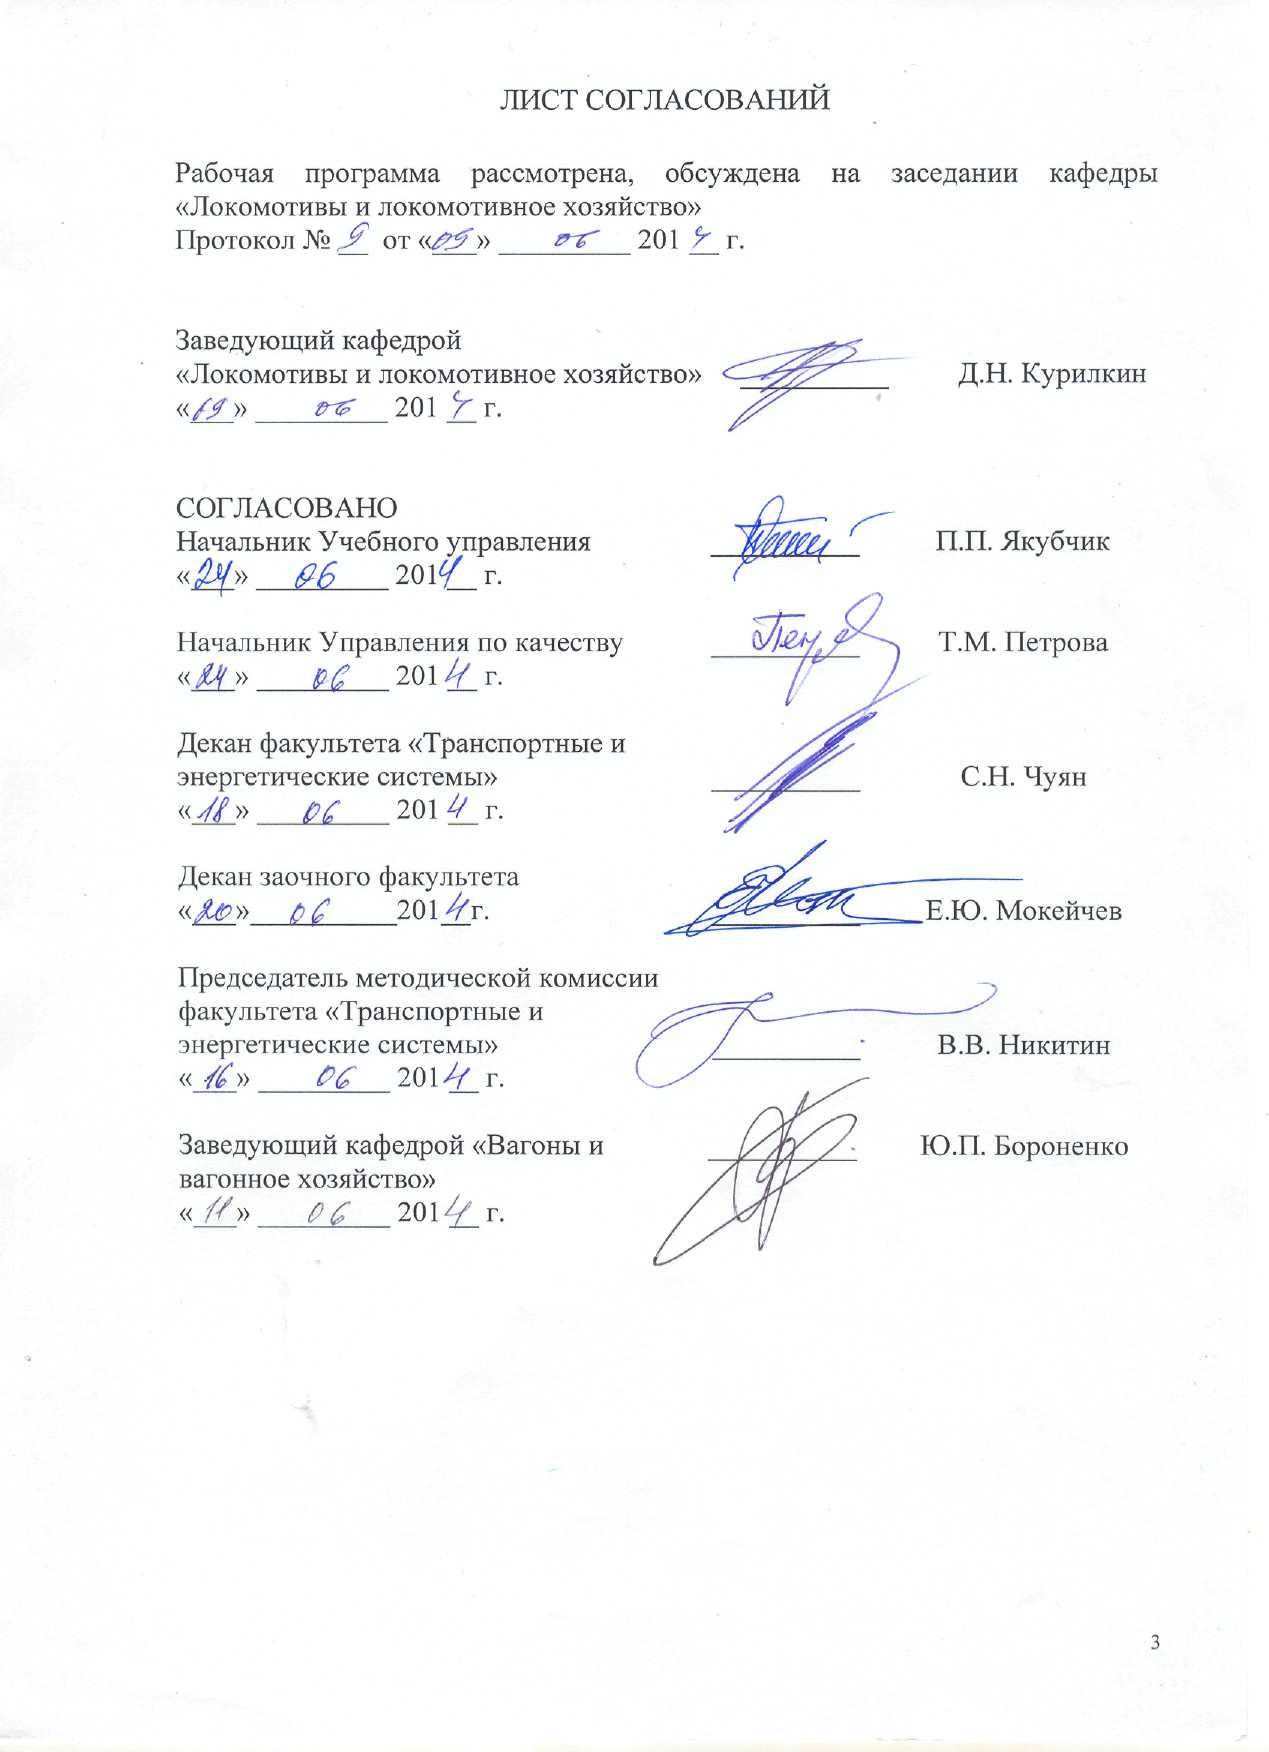 ЛИСТ СОГЛАСОВАНИЙ
Рабочая программа рассмотрена, обсуждена на заседании кафедры
«Локомотивы и локомотивное хозяйство»
Протокол № 9 от «09» 06 2014 г.
Заведующий кафедрой
«Локомотивы и локомотивное хозяйство» Д.Н. Курилкин
«19» 06 2014 г.
СОГЛАСОВАНО
Начальник Учебного управления П.П. Якубчик
«24» 06 2014 г.
Начальник Управления по качеству Т.М. Петрова
«24» 06 2014 г.
Декан факультета «Транспортные и
энергетические системы» С.Н. Чуян
«18» 06 2014 г.
Декан заочного факультета
«20» 06 2014 г. Е.Ю. Мокейчев
Председатель методической комиссии
факультета «Транспортные и
энергетические системы» В.В. Никитин
«16» 06 2014 г.
Заведующий кафедрой «Вагоны и Ю.П. Бороненко
вагонное хозяйство»
«11» 06 2014 г.
3